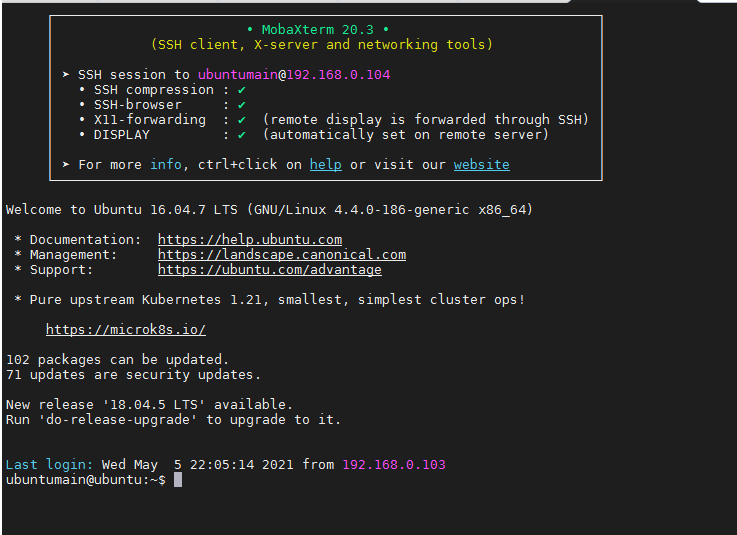 • MobaXterm 20.3 •
(SSH client, X-server and networking tools)
➤ SSH session to ubuntumain@192.168.0.104
• SSH compression : ✔
• SSH-browser     : ✔
• X11-forwarding  : ✔  (remote display is forwarded through SSH)
• DISPLAY         : ✔  (automatically set on remote server)
➤ For more info, ctrl+click on help or visit our website
Welcome to Ubuntu 16.04.7 LTS (GNU/Linux 4.4.0-186-generic x86_64)
* Documentation:  https://help.ubuntu.com
* Management:     https://landscape.canonical.com
* Support:        https://ubuntu.com/advantage
* Pure upstream Kubernetes 1.21, smallest, simplest cluster ops!
https://microk8s.io/
102 packages can be updated.
71 updates are security updates.
New release '18.04.5 LTS' available.
Run 'do-release-upgrade' to upgrade to it.
Last login: Wed May  5 22:05:14 2021 from 192.168.0.103
ubuntumain@ubuntu:~$